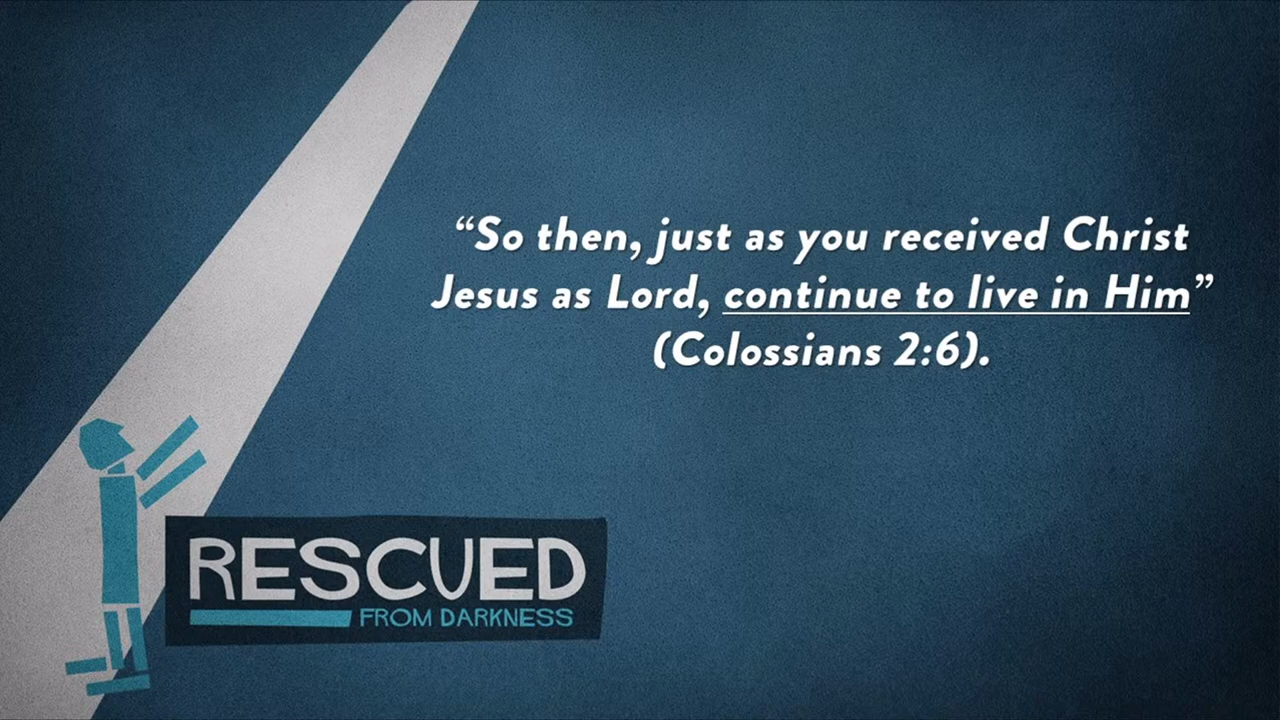 “So then, just as you received Christ
Jesus as Lord, continue to live in Him”
(Colossians 2:6).
RESCUED
FROM DARKNESS